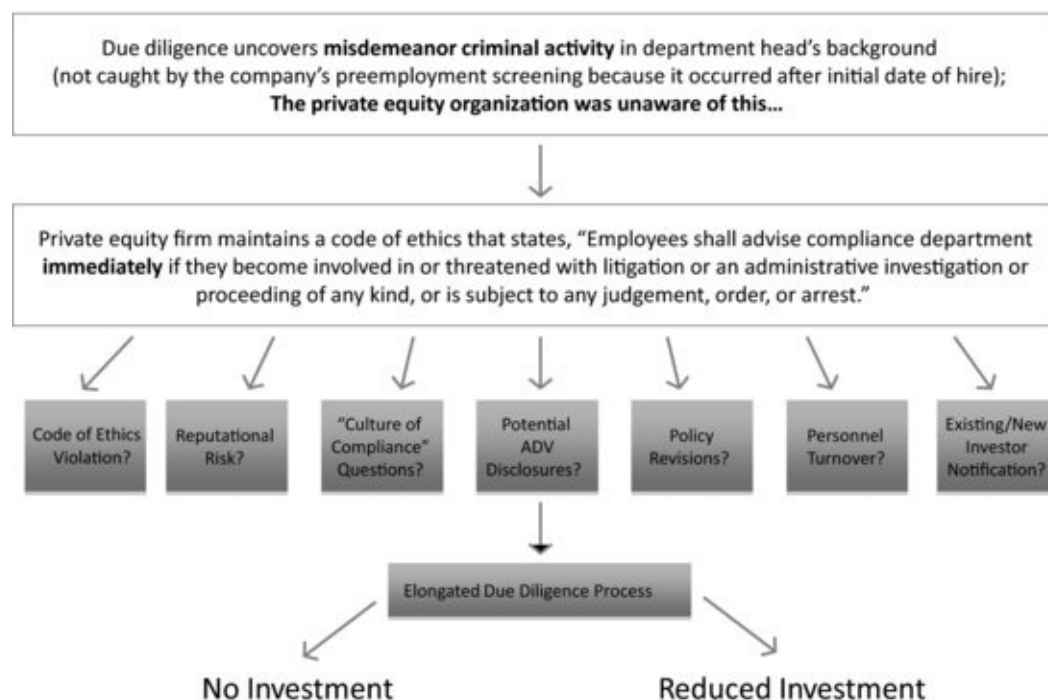 Due diligence uncovers misdemeanor criminal activity in department head's background
(not caught by the company's preemployment screening because it occurred after initial date of hire);
The private equity organization was unaware of this...
Private equity firm maintains a code of ethics that states, "Employees shall advise compliance department
immediately if they become involved in or threatened with litigation or an administrative investigation or
proceeding of any kind, or is subject to any judgement, order, or arrest."
Code of Ethics
Violation?
Reputational
Risk?
"Culture of
Compliance"
Questions?
Potential
ADV
Disclosures?
Policy
Revisions?
Personnel
Turnover?
Existing/New
Investor
Notification?
Elongated Due Diligence Process
No Investment
Reduced Investment